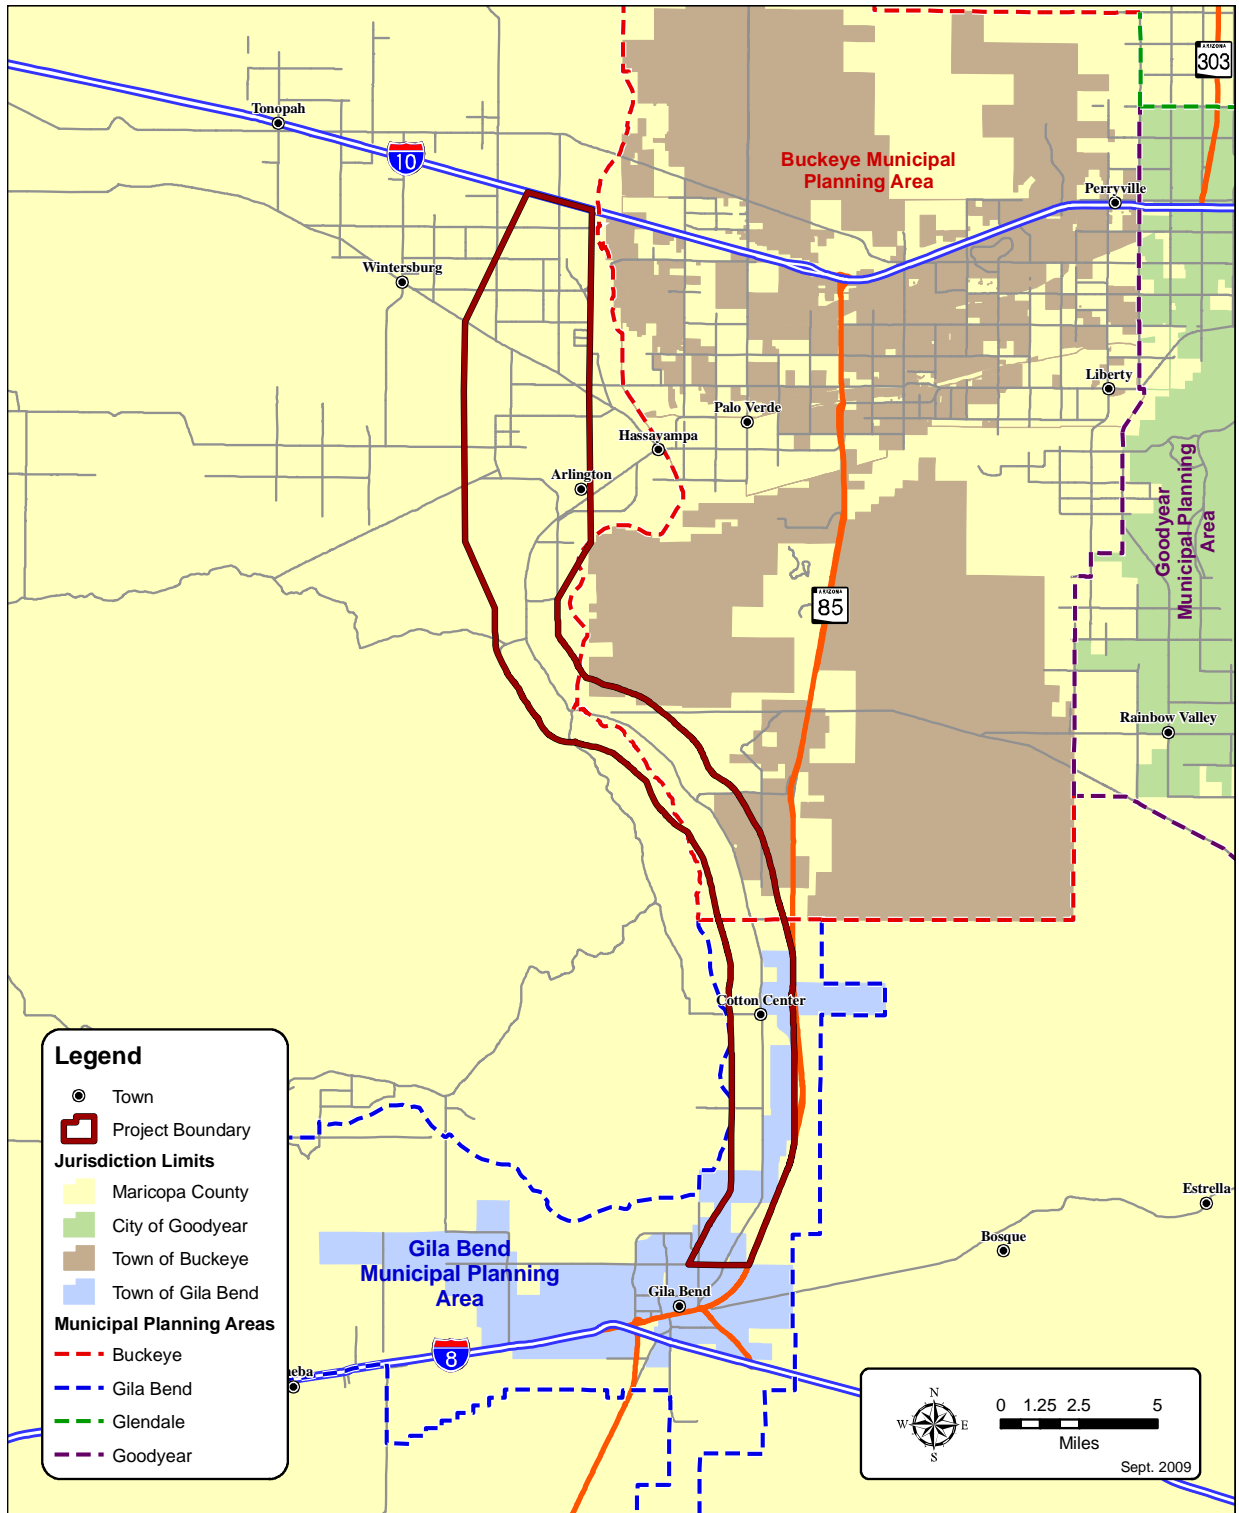 ARIZONA
303
Tonopah
10
Buckeye Municipal
Planning Area
Perryville
Wintersburg
Liberty
Palo Verde
Hassayampa
Arlington
Goodyear
Municipal Planning
Area
ARIZONA
85
Rainbow Valley
Cotton Center
Estrella
Bosque
Gila Bend
Municipal Planning
Area
Gila Bend
8
Legend
Town
Project Boundary
Jurisdiction Limits
Maricopa County
City of Goodyear
Town of Buckeye
Town of Gila Bend
Municipal Planning Areas
Buckeye
Gila Bend
Glendale
Goodyear
N
W E
S
0 1.25 2.5 5
Miles
Sept. 2009